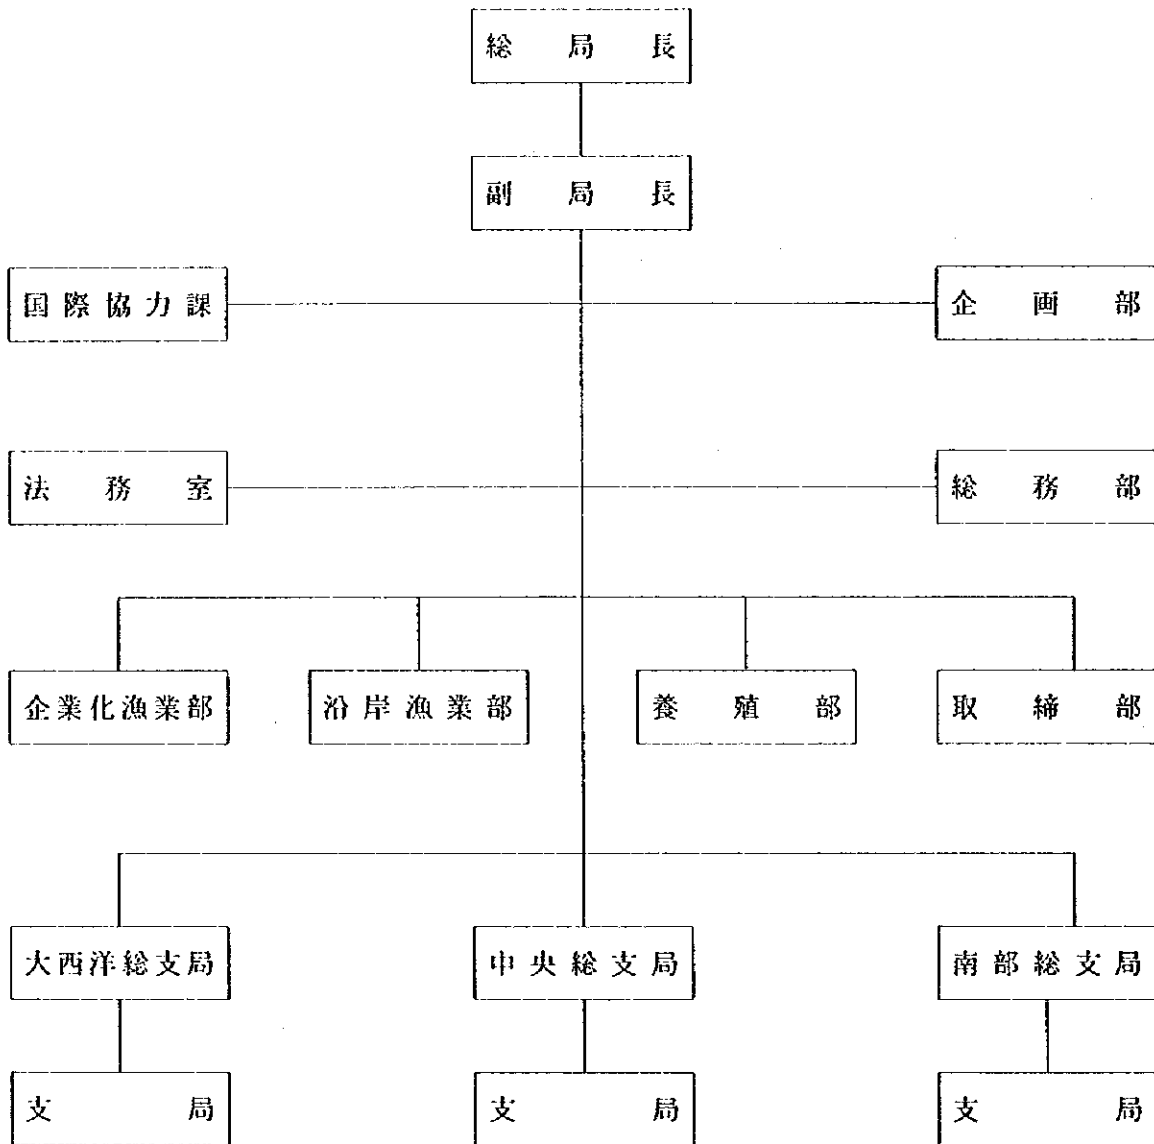 総局長
副局長
国際協力課
企画部
法務室
総務部
企業化漁業部
沿岸漁業部
養殖部
取締部
大西洋総支局
中央総支局
南部総支局
支局
支局
支局